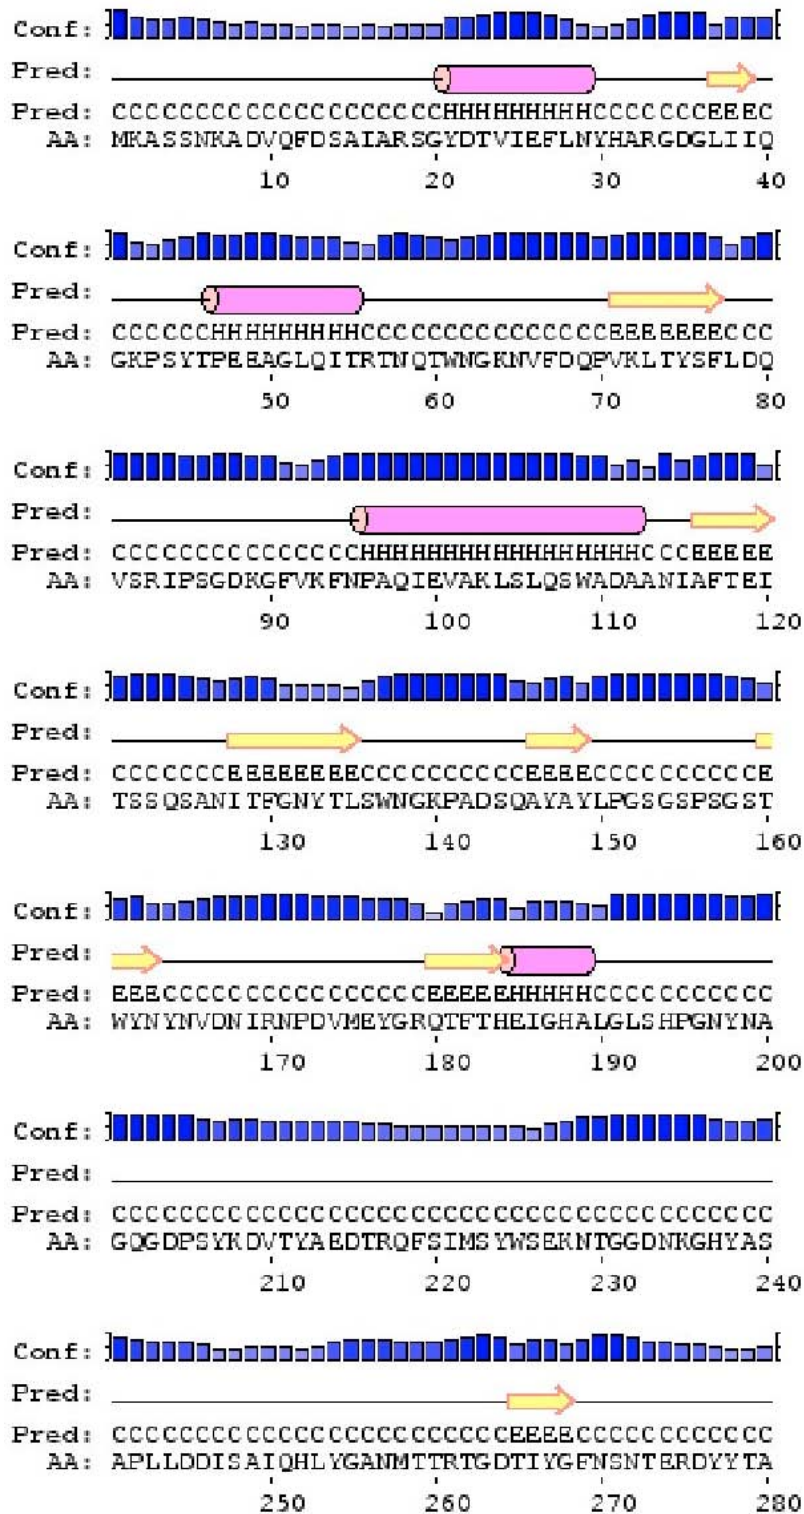 Conf:
Pred:
Pred: CCCCCCCCCCCCCCCCCCCCHHHHHHHHHCCCCCCCEEEC
AA: MKASSNKADVQFDSAIARSGYDTVIEFLNYHARGDGLIIQ
10 20 30 40
Conf:
Pred:
Pred: CCCCCCHHHHHHHHHCCCCCCCCCCCCCCCEEEEEEECCC
AA: GKPSYTPEEAGLQITRTNQTWNGKNVFDQPVKLTYSFLDQ
50 60 70 80
Conf:
Pred:
Pred: CCCCCCCCCCCCCCCHHHHHHHHHHHHHHHHHCCCEEEEE
AA: VSRIPSGDKGFVKFNPAQIEVAKLSLQSWADAANIAFTEI
90 100 110 120
Conf:
Pred:
Pred: CCCCCCCEEEEEEEECCCCCCCCCCEEEECCCCCCCCCCE
AA: TSSQSANITFGNYTLSWNGKPADSQAYAYLPGSGSPSGST
130 140 150 160
Conf:
Pred:
Pred: EEECCCCCCCCCCCCCCCCEEEEEHHHHHCCCCCCCCCCC
AA: WYNYNVDNIRNPDVMEYGRQTFTHEIGHALGLSHPGNYNA
170 180 190 200
Conf:
Pred:
Pred: CCCCCCCCCCCCCCCCCCCCCCCCCCCCCCCCCCCCCCCC
AA: GQGDPSYKDVTYAEDTRQFSIMSYWSEKNTGGDNKGHYAS
210 220 230 240
Conf:
Pred:
Pred: CCCCCCCCCCCCCCCCCCCCCCCCEEEECCCCCCCCCCCC
AA: APLLDDISAIQHLYGANMTTRTGDTIYGFNSNTERDYYTA
250 260 270 280